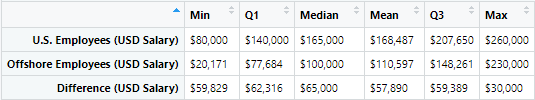 Min Q1 Median Mean Q3 Max
U.S. Employees (USD Salary) $80,000 $140,000 $165,000 $168,487 $207,650 $260,000
Offshore Employees (USD Salary) $20,171 $77,684 $100,000 $110,597 $148,261 $230,000
Difference (USD Salary) $59,829 $62,316 $65,000 $57,890 $59,389 $30,000